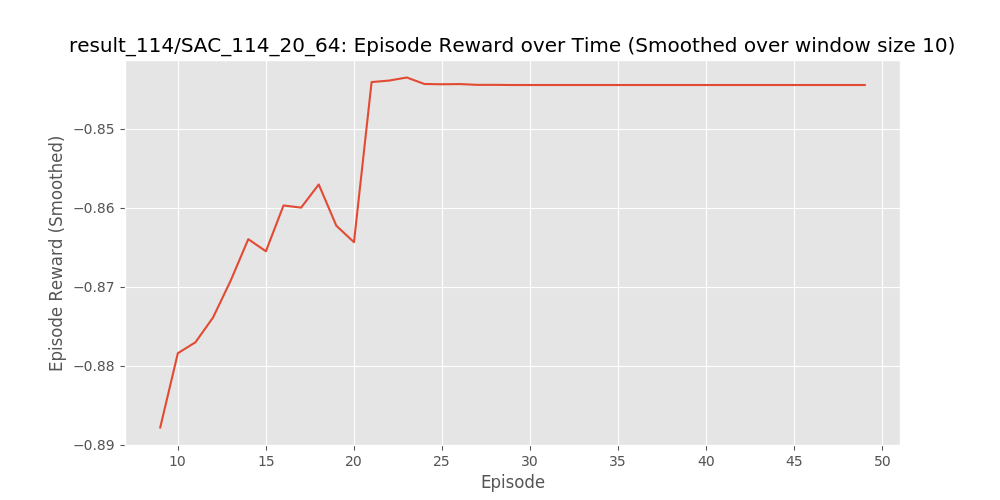 result_114/SAC_114_20_64: Episode Reward over Time (Smoothed over window size 10)
Episode Reward (Smoothed)
−0.85
−0.86
−0.87
−0.88
−0.89
10 15 20 25 30 35 40 45 50
Episode